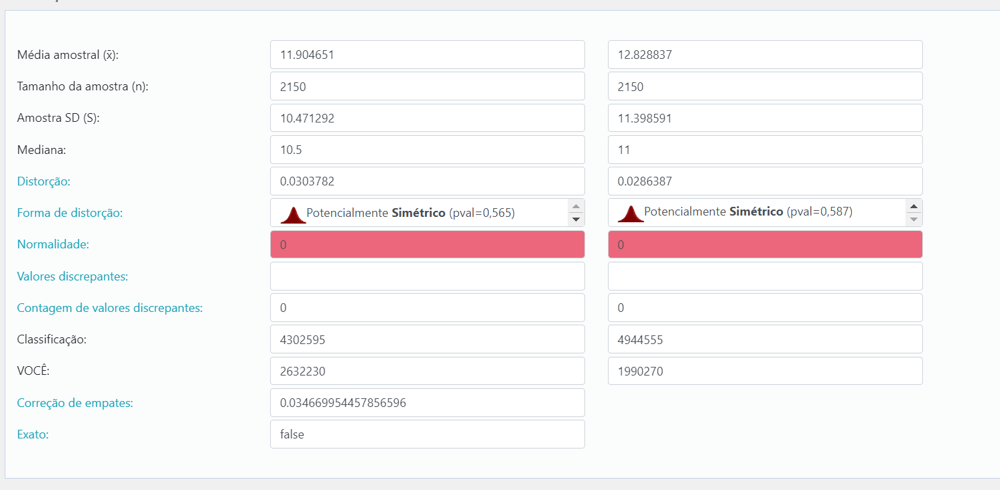 Média amostral (x̄): 11.904651 12.828837
Tamanho da amostra (n): 2150 2150
Amostra SD (S): 10.471292 11.398591
Mediana: 10.5 11
Distorção: 0.0303782 0.0286387
Forma de distorção: Potencialmente Simétrico (pval=0,565) Potencialmente Simétrico (pval=0,587)
Normalidade: 0 0
Valores discrepantes:
Contagem de valores discrepantes: 0 0
Classificação: 4302595 4944555
VOCÊ: 2632230 1990270
Correção de empates: 0.034669954457856596
Exato: false